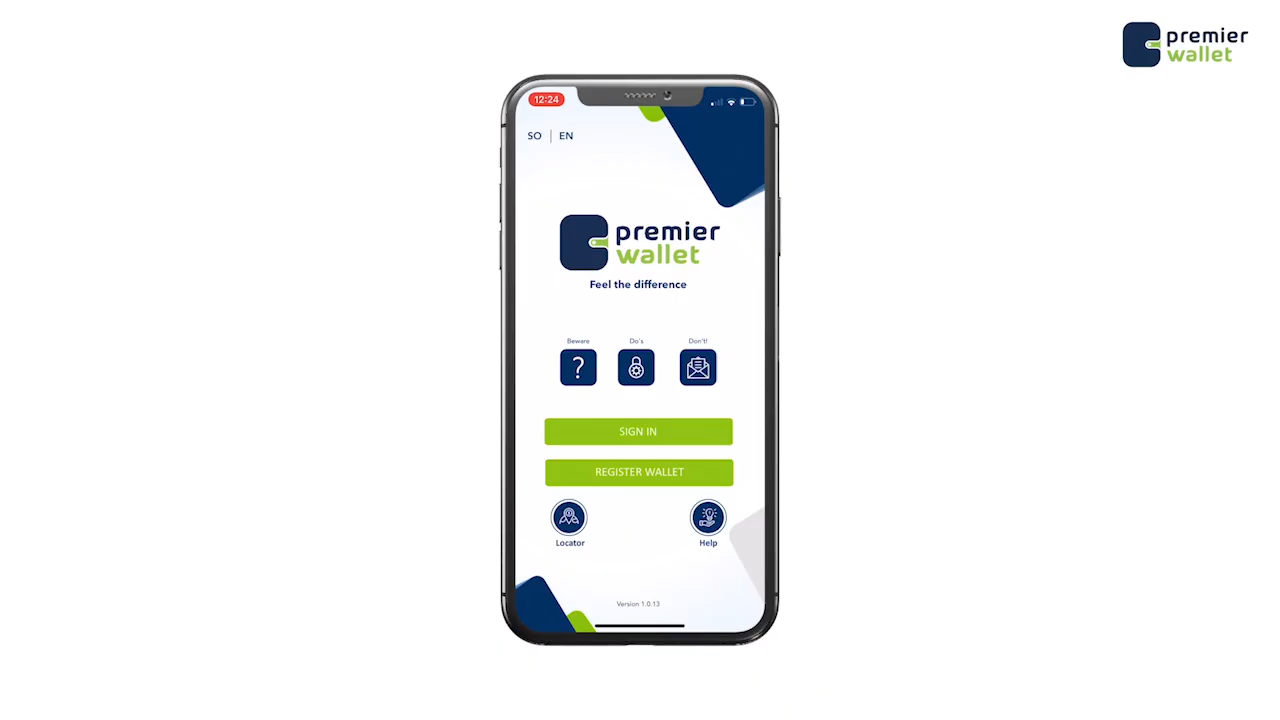 premier
wallet
12:24
SO | EN
premier
wallet
Feel the difference
Beware
Do's
Don't!
SIGN IN
REGISTER WALLET
Locator
Help
Version 1.0.13